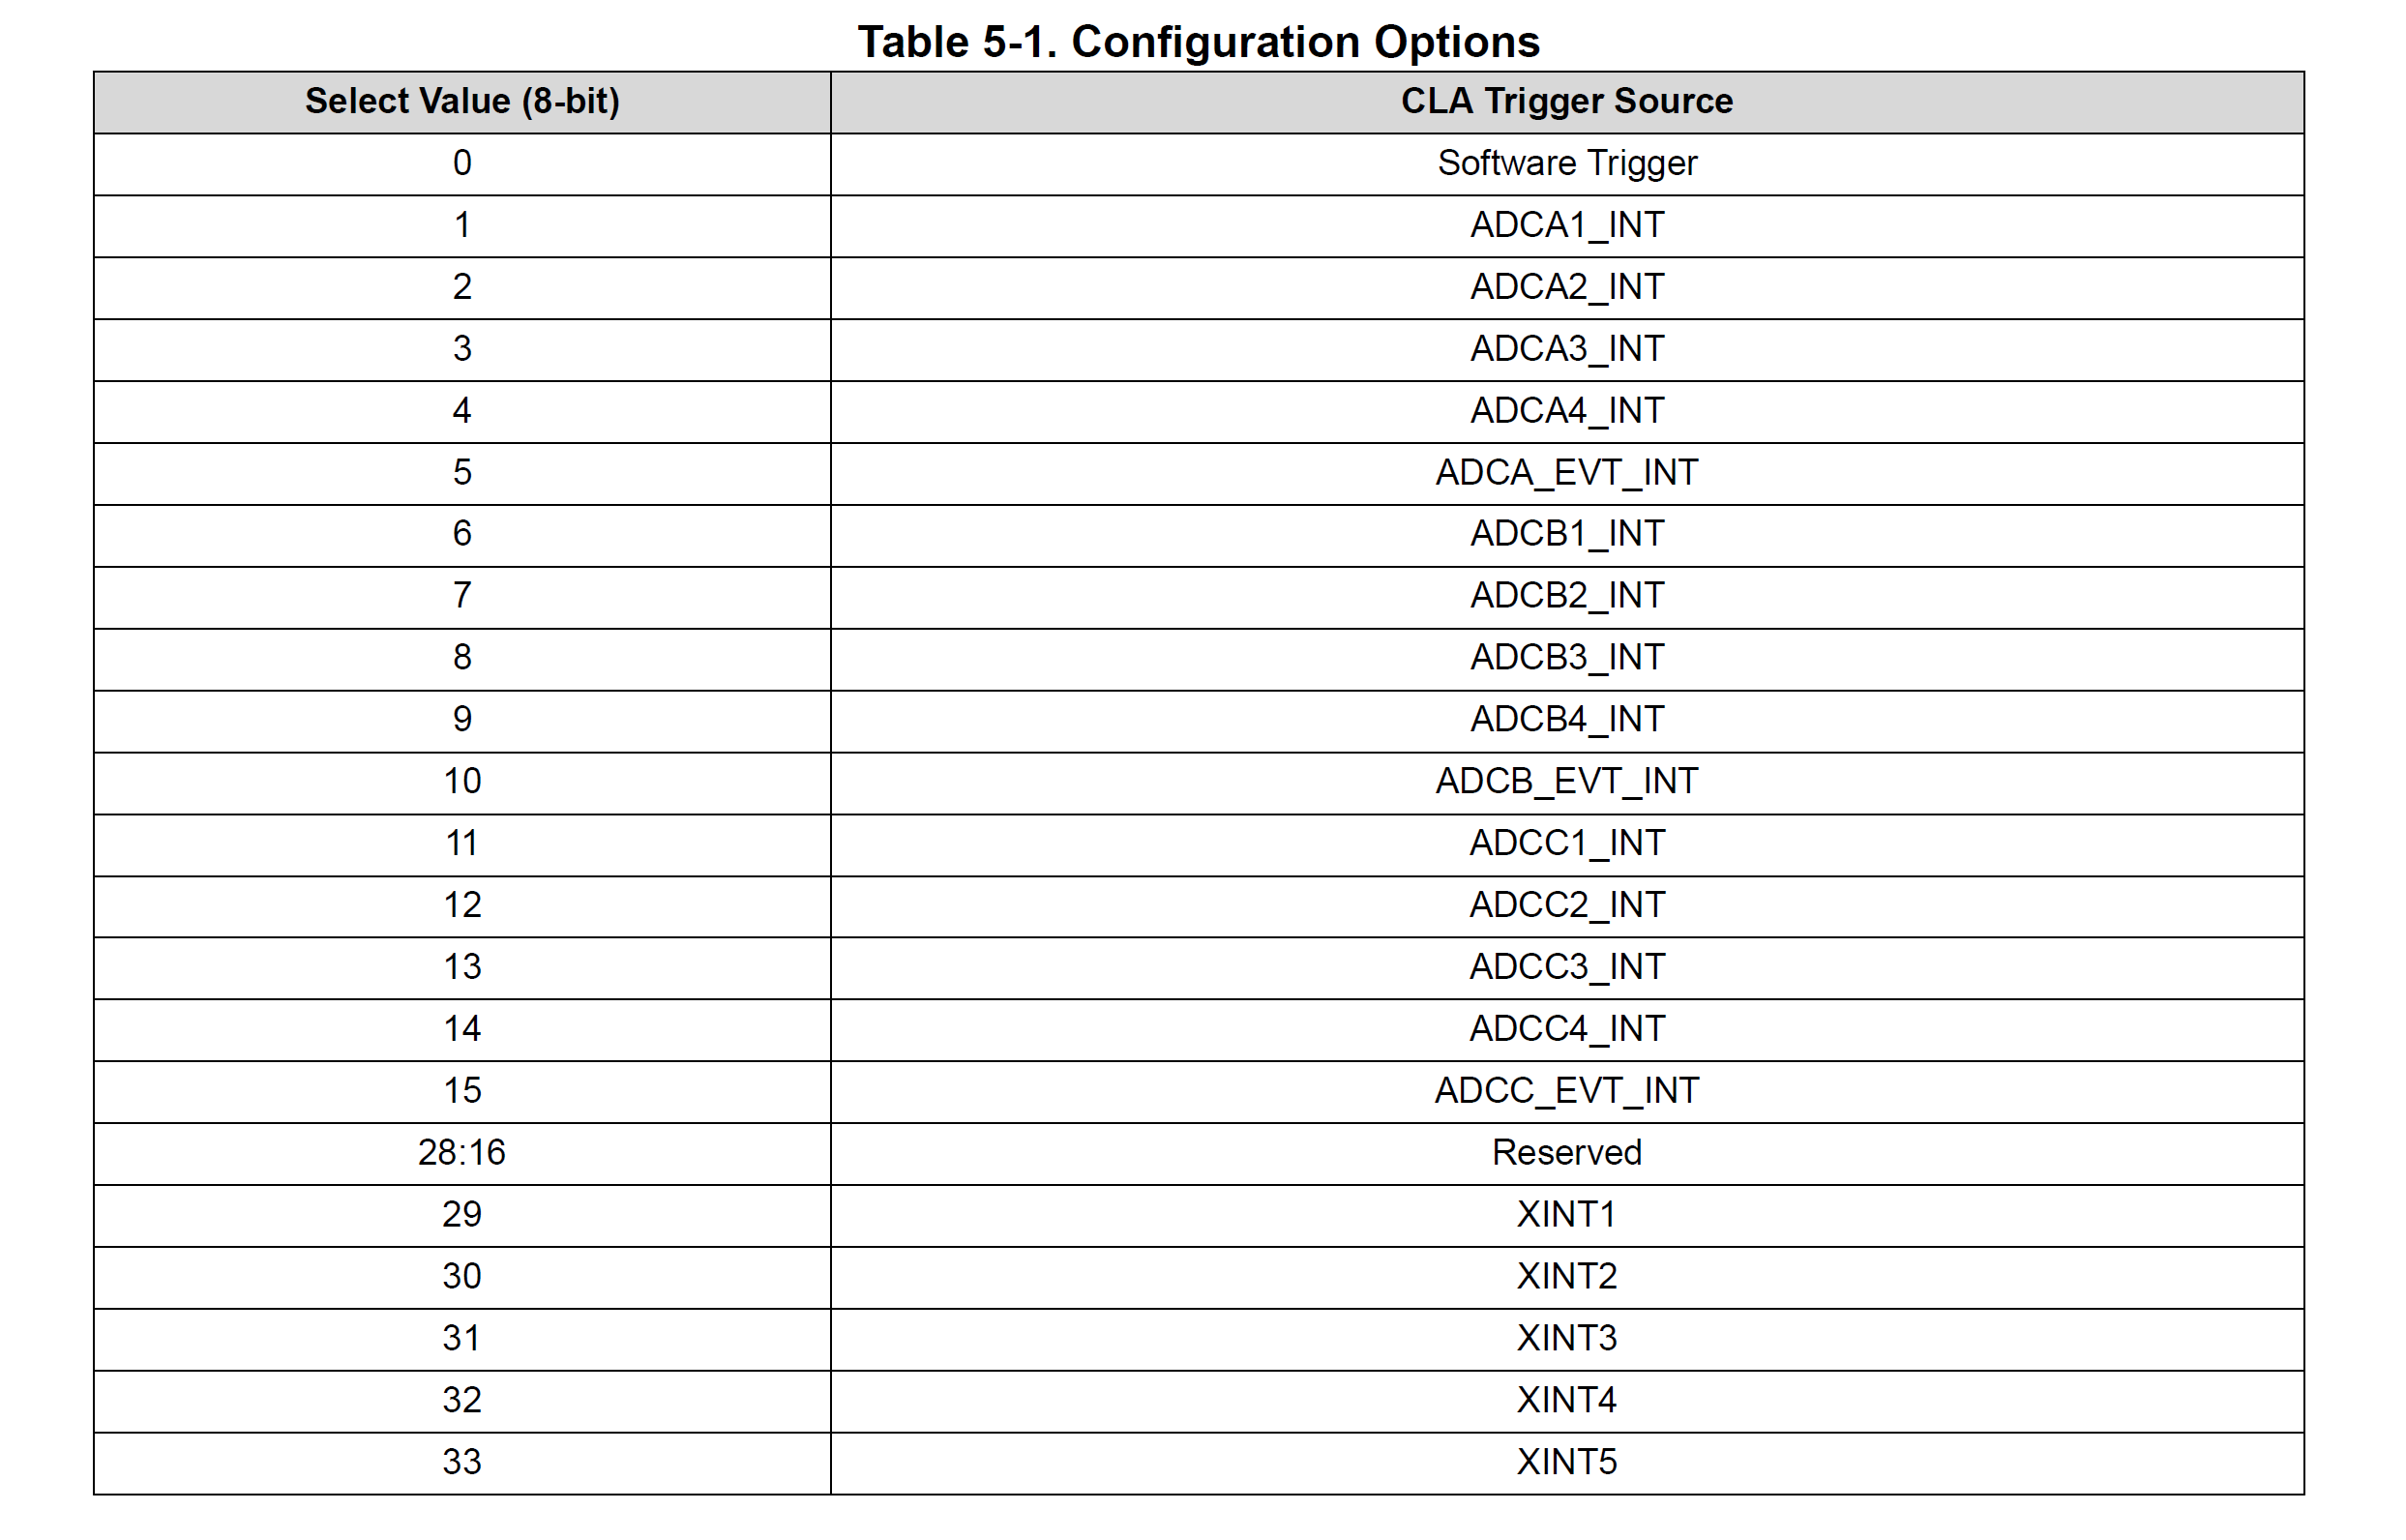 Table 5-1. Configuration Options
Select Value (8-bit) CLA Trigger Source
0 Software Trigger
1 ADCA1_INT
2 ADCA2_INT
3 ADCA3_INT
4 ADCA4_INT
5 ADCA_EVT_INT
6 ADCB1_INT
7 ADCB2_INT
8 ADCB3_INT
9 ADCB4_INT
10 ADCB_EVT_INT
11 ADCC1_INT
12 ADCC2_INT
13 ADCC3_INT
14 ADCC4_INT
15 ADCC_EVT_INT
28:16 Reserved
29 XINT1
30 XINT2
31 XINT3
32 XINT4
33 XINT5